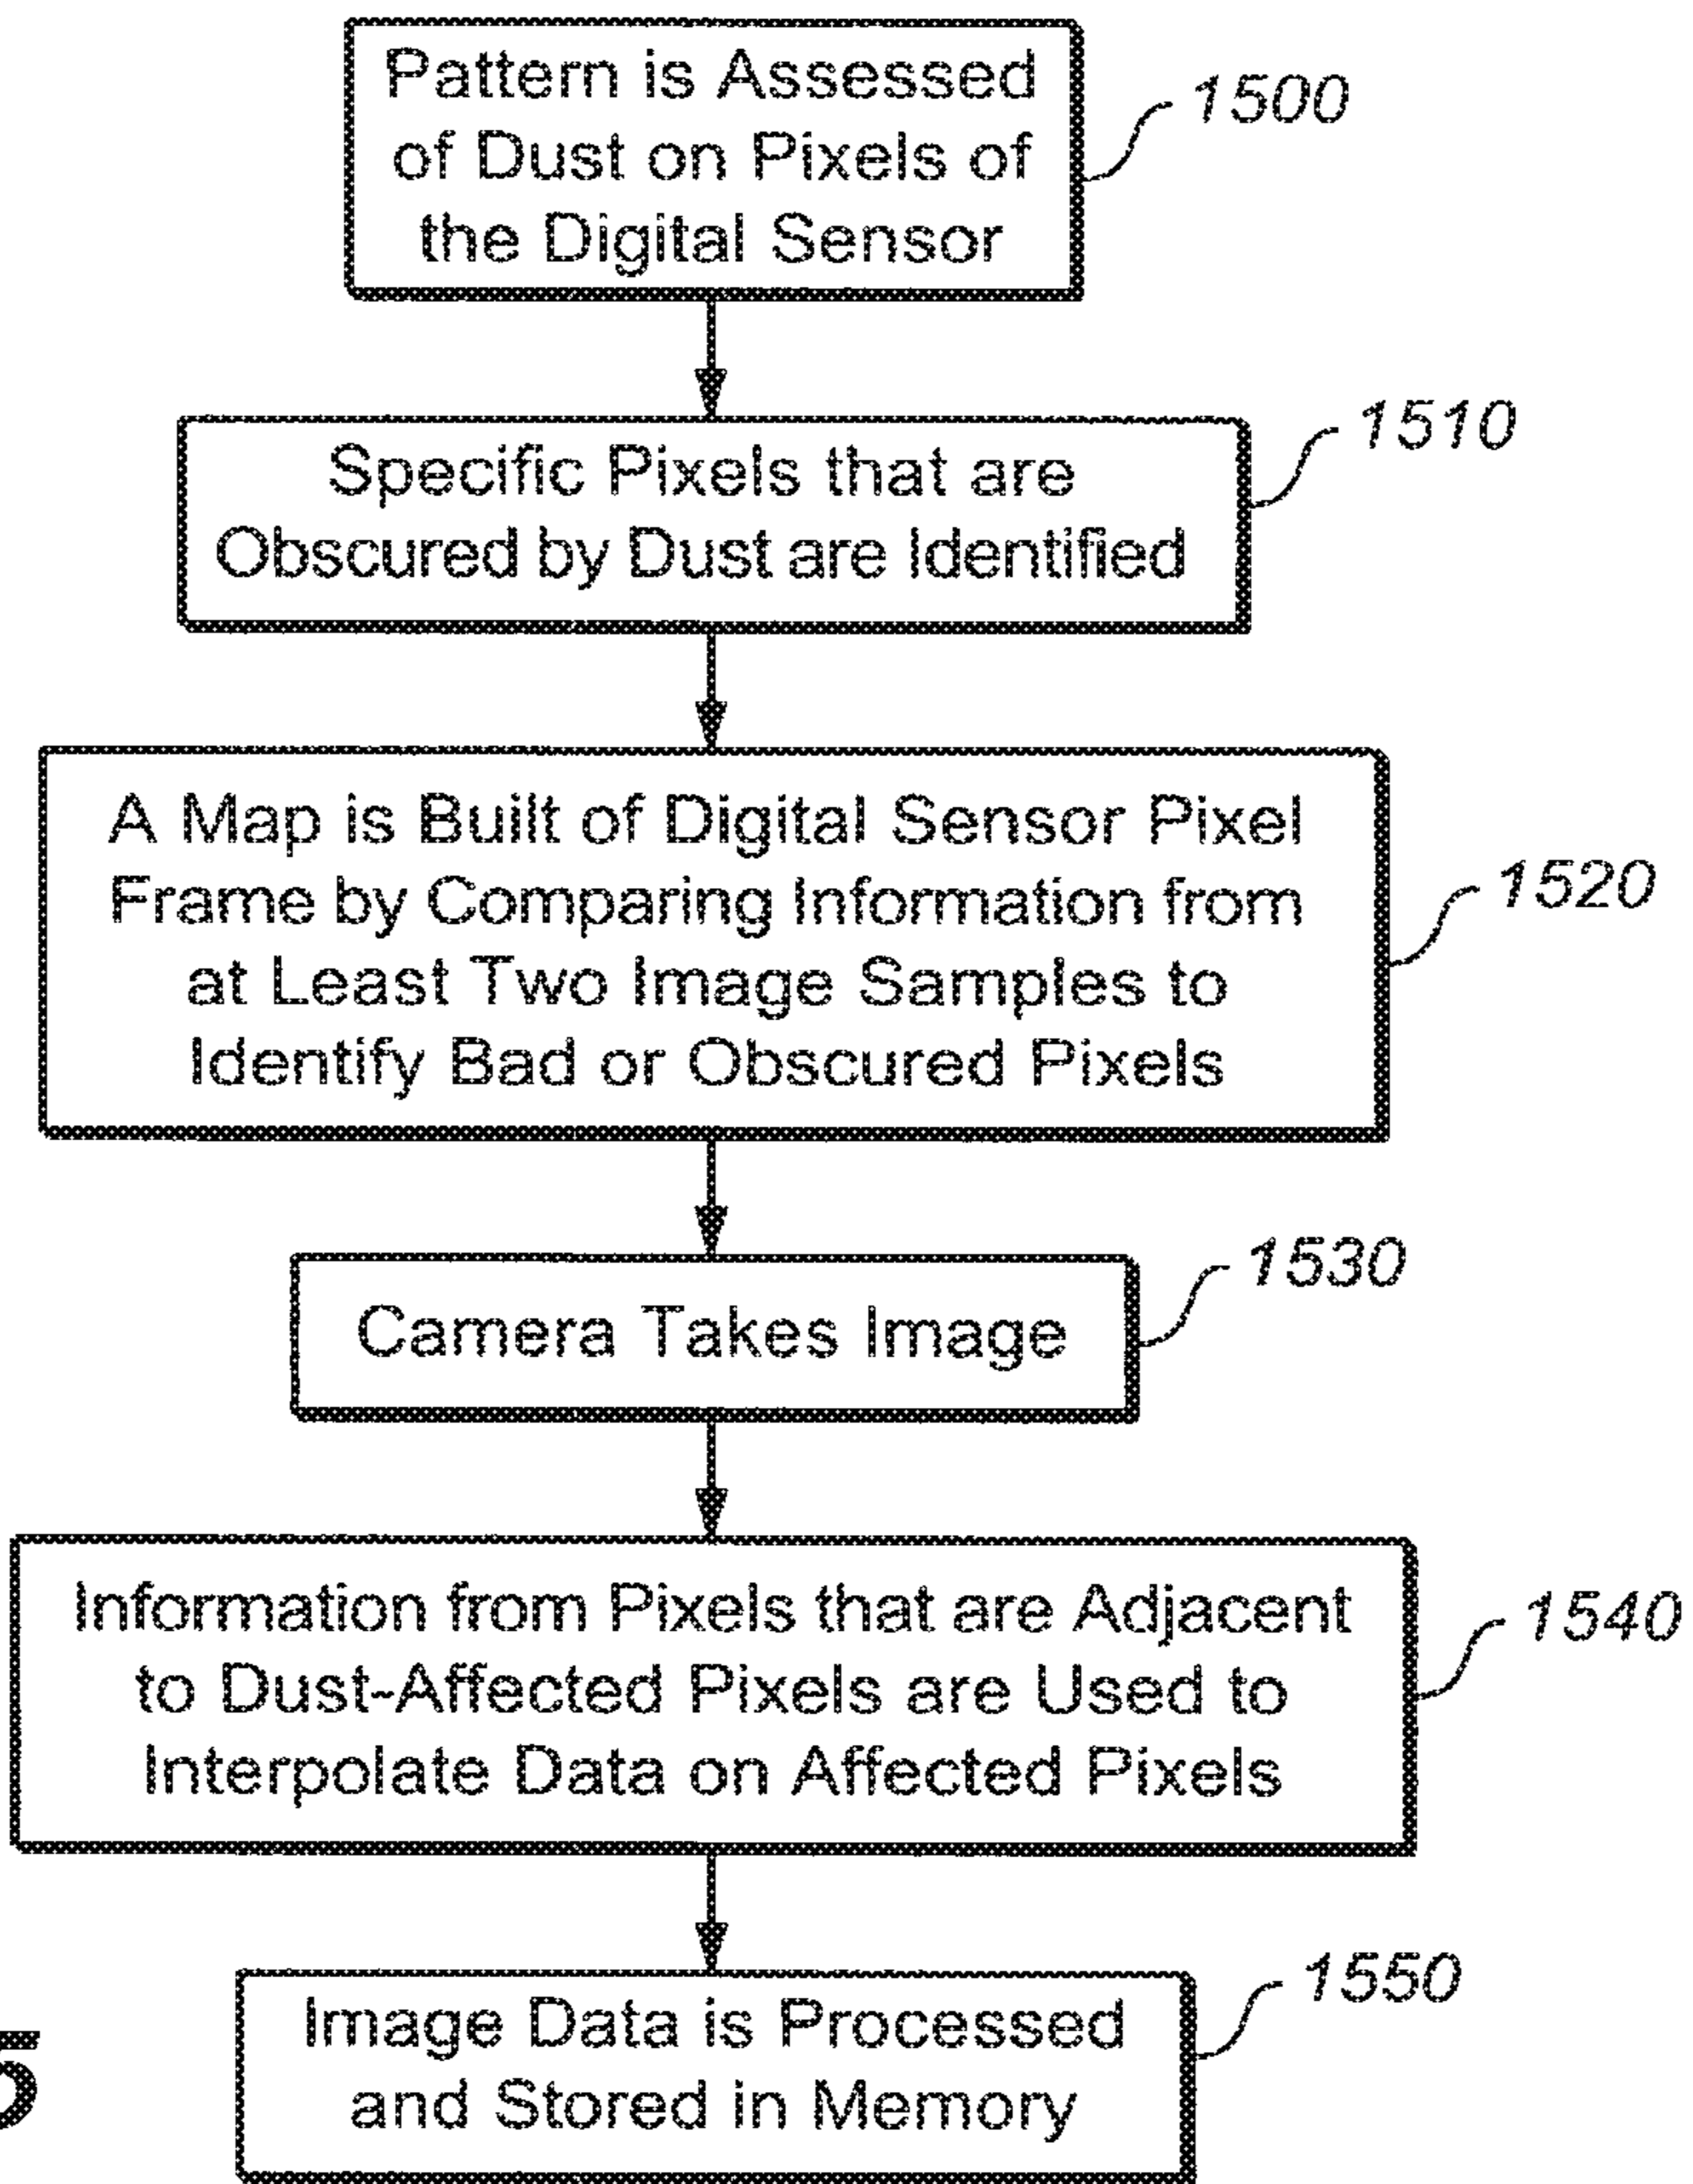 Pattern is Assessed
of Dust on Pixels of
the Digital Sensor
1500
Specific Pixels that are
Obscured by Dust are Identified
1510
A Map is Built of Digital Sensor Pixel
Frame by Comparing Information from
at Least Two Image Samples to
Identify Bad or Obscured Pixels
1520
Camera Takes Image
1530
Information from Pixels that are Adjacent
to Dust-Affected Pixels are Used to
Interpolate Data on Affected Pixels
1540
Image Data is Processed
and Stored in Memory
1550
5